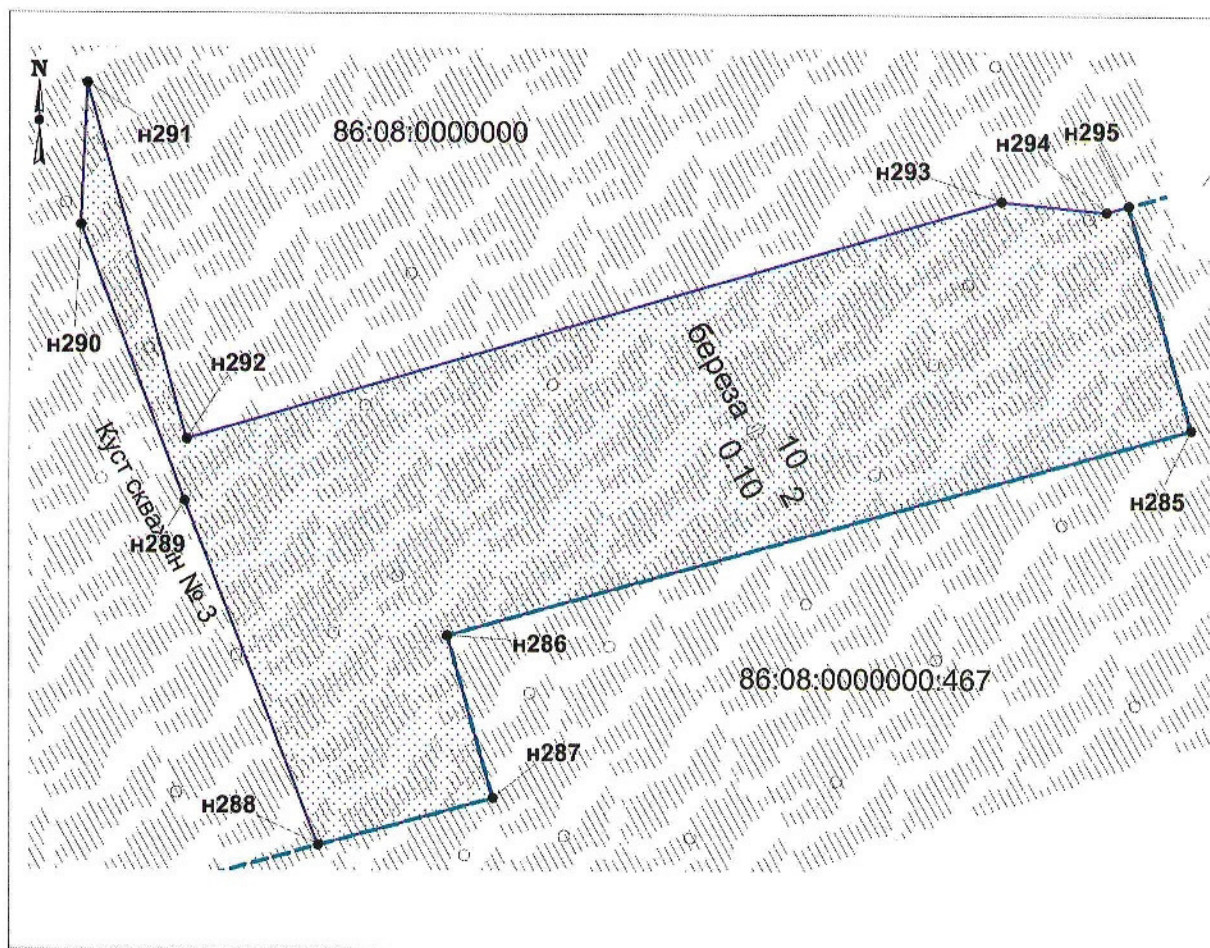 N
н291
86:08:0000000
н295
н294
н293
н290
н292
береза 10 2
0.10
Куст скважин № 3
н289
н285
н286
86:08:0000000:467
н287
н288